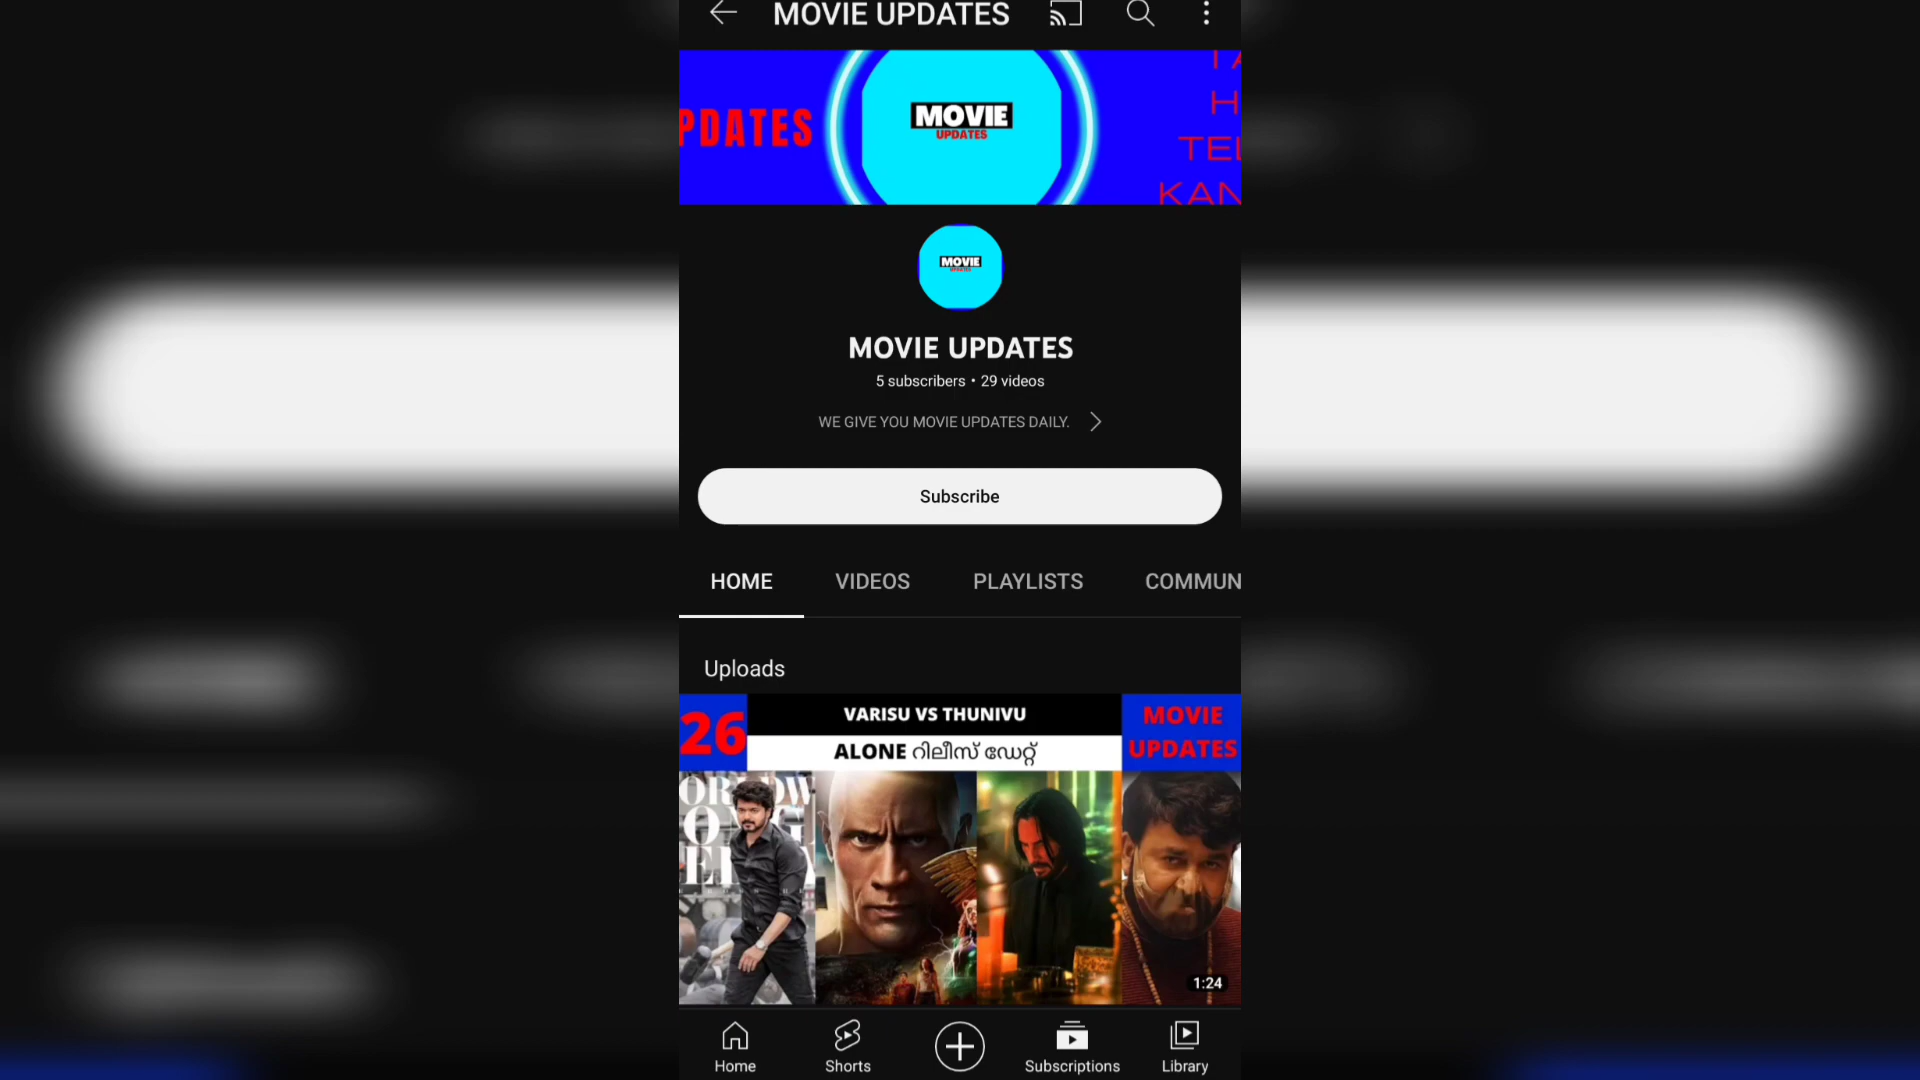 MOVIE UPDATES
PDATES
MOVIE
UPDATES
TA
H
TEL
KAN
MOVIE
UPDATES
MOVIE UPDATES
5 subscribers • 29 videos
WE GIVE YOU MOVIE UPDATES DAILY.
Subscribe
HOME VIDEOS PLAYLISTS COMMUN
Uploads
26
VARISU VS THUNIVU
ALONE റിലീസ് ഡേറ്റ്
MOVIE
UPDATES
1:24
Home Shorts Subscriptions Library